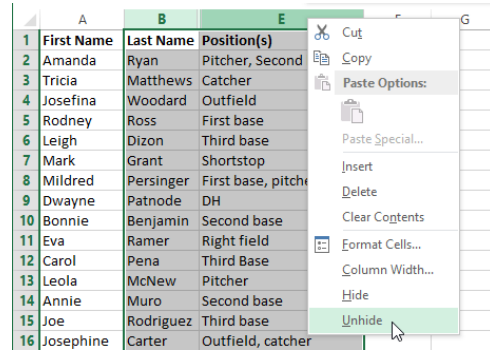 A B E F G
1 First Name Last Name Position(s)
Cut
2 Amanda Ryan Pitcher, Second
Copy
3 Tricia Matthews Catcher
Paste Options:
4 Josefina Woodard Outfield
5 Rodney Ross First base
Paste Special...
6 Leigh Dizon Third base
7 Mark Grant Shortstop
Insert
8 Mildred Persinger First base, pitche
Delete
9 Dwayne Patnode DH
10 Bonnie Benjamin Second base
Clear Contents
11 Eva Ramer Right field
Format Cells...
12 Carol Pena Third Base
Column Width...
13 Leola McNew Pitcher
Hide
14 Annie Muro Second base
15 Joe Rodriguez Third base
Unhide
16 Josephine Carter Outfield, catcher